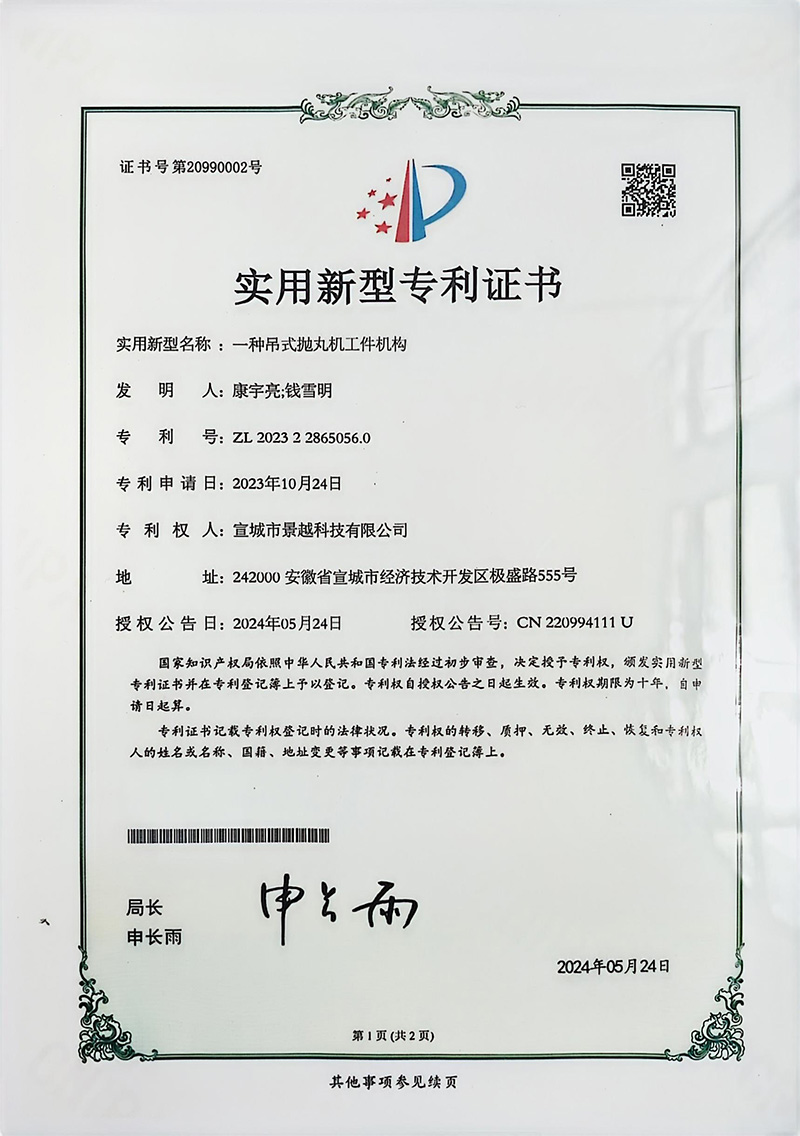 证书号第20990002号
实用新型专利证书
实用新型名称：一种吊式抛丸机工件机构
发明人：康宇亮;钱雪明
专利号：ZL 2023 2 2865056.0
专利申请日：2023年10月24日
专利权人：宣城市景越科技有限公司
地址：242000 安徽省宣城市经济技术开发区极盛路555号
授权公告日：2024年05月24日 授权公告号：CN 220994111 U
国家知识产权局依照中华人民共和国专利法经过初步审查，决定授予专利权，颁发实用新型
专利证书并在专利登记簿上予以登记。专利权自授权公告之日起生效。专利权期限为十年，自申
请日起算。
专利证书记载专利权登记时的法律状况。专利权的转移、质押、无效、终止、恢复和专利权
人的姓名或名称、国籍、地址变更等事项记载在专利登记簿上。
局长
申长雨
申长雨
2024年05月24日
第1页(共2页)
其他事项参见续页